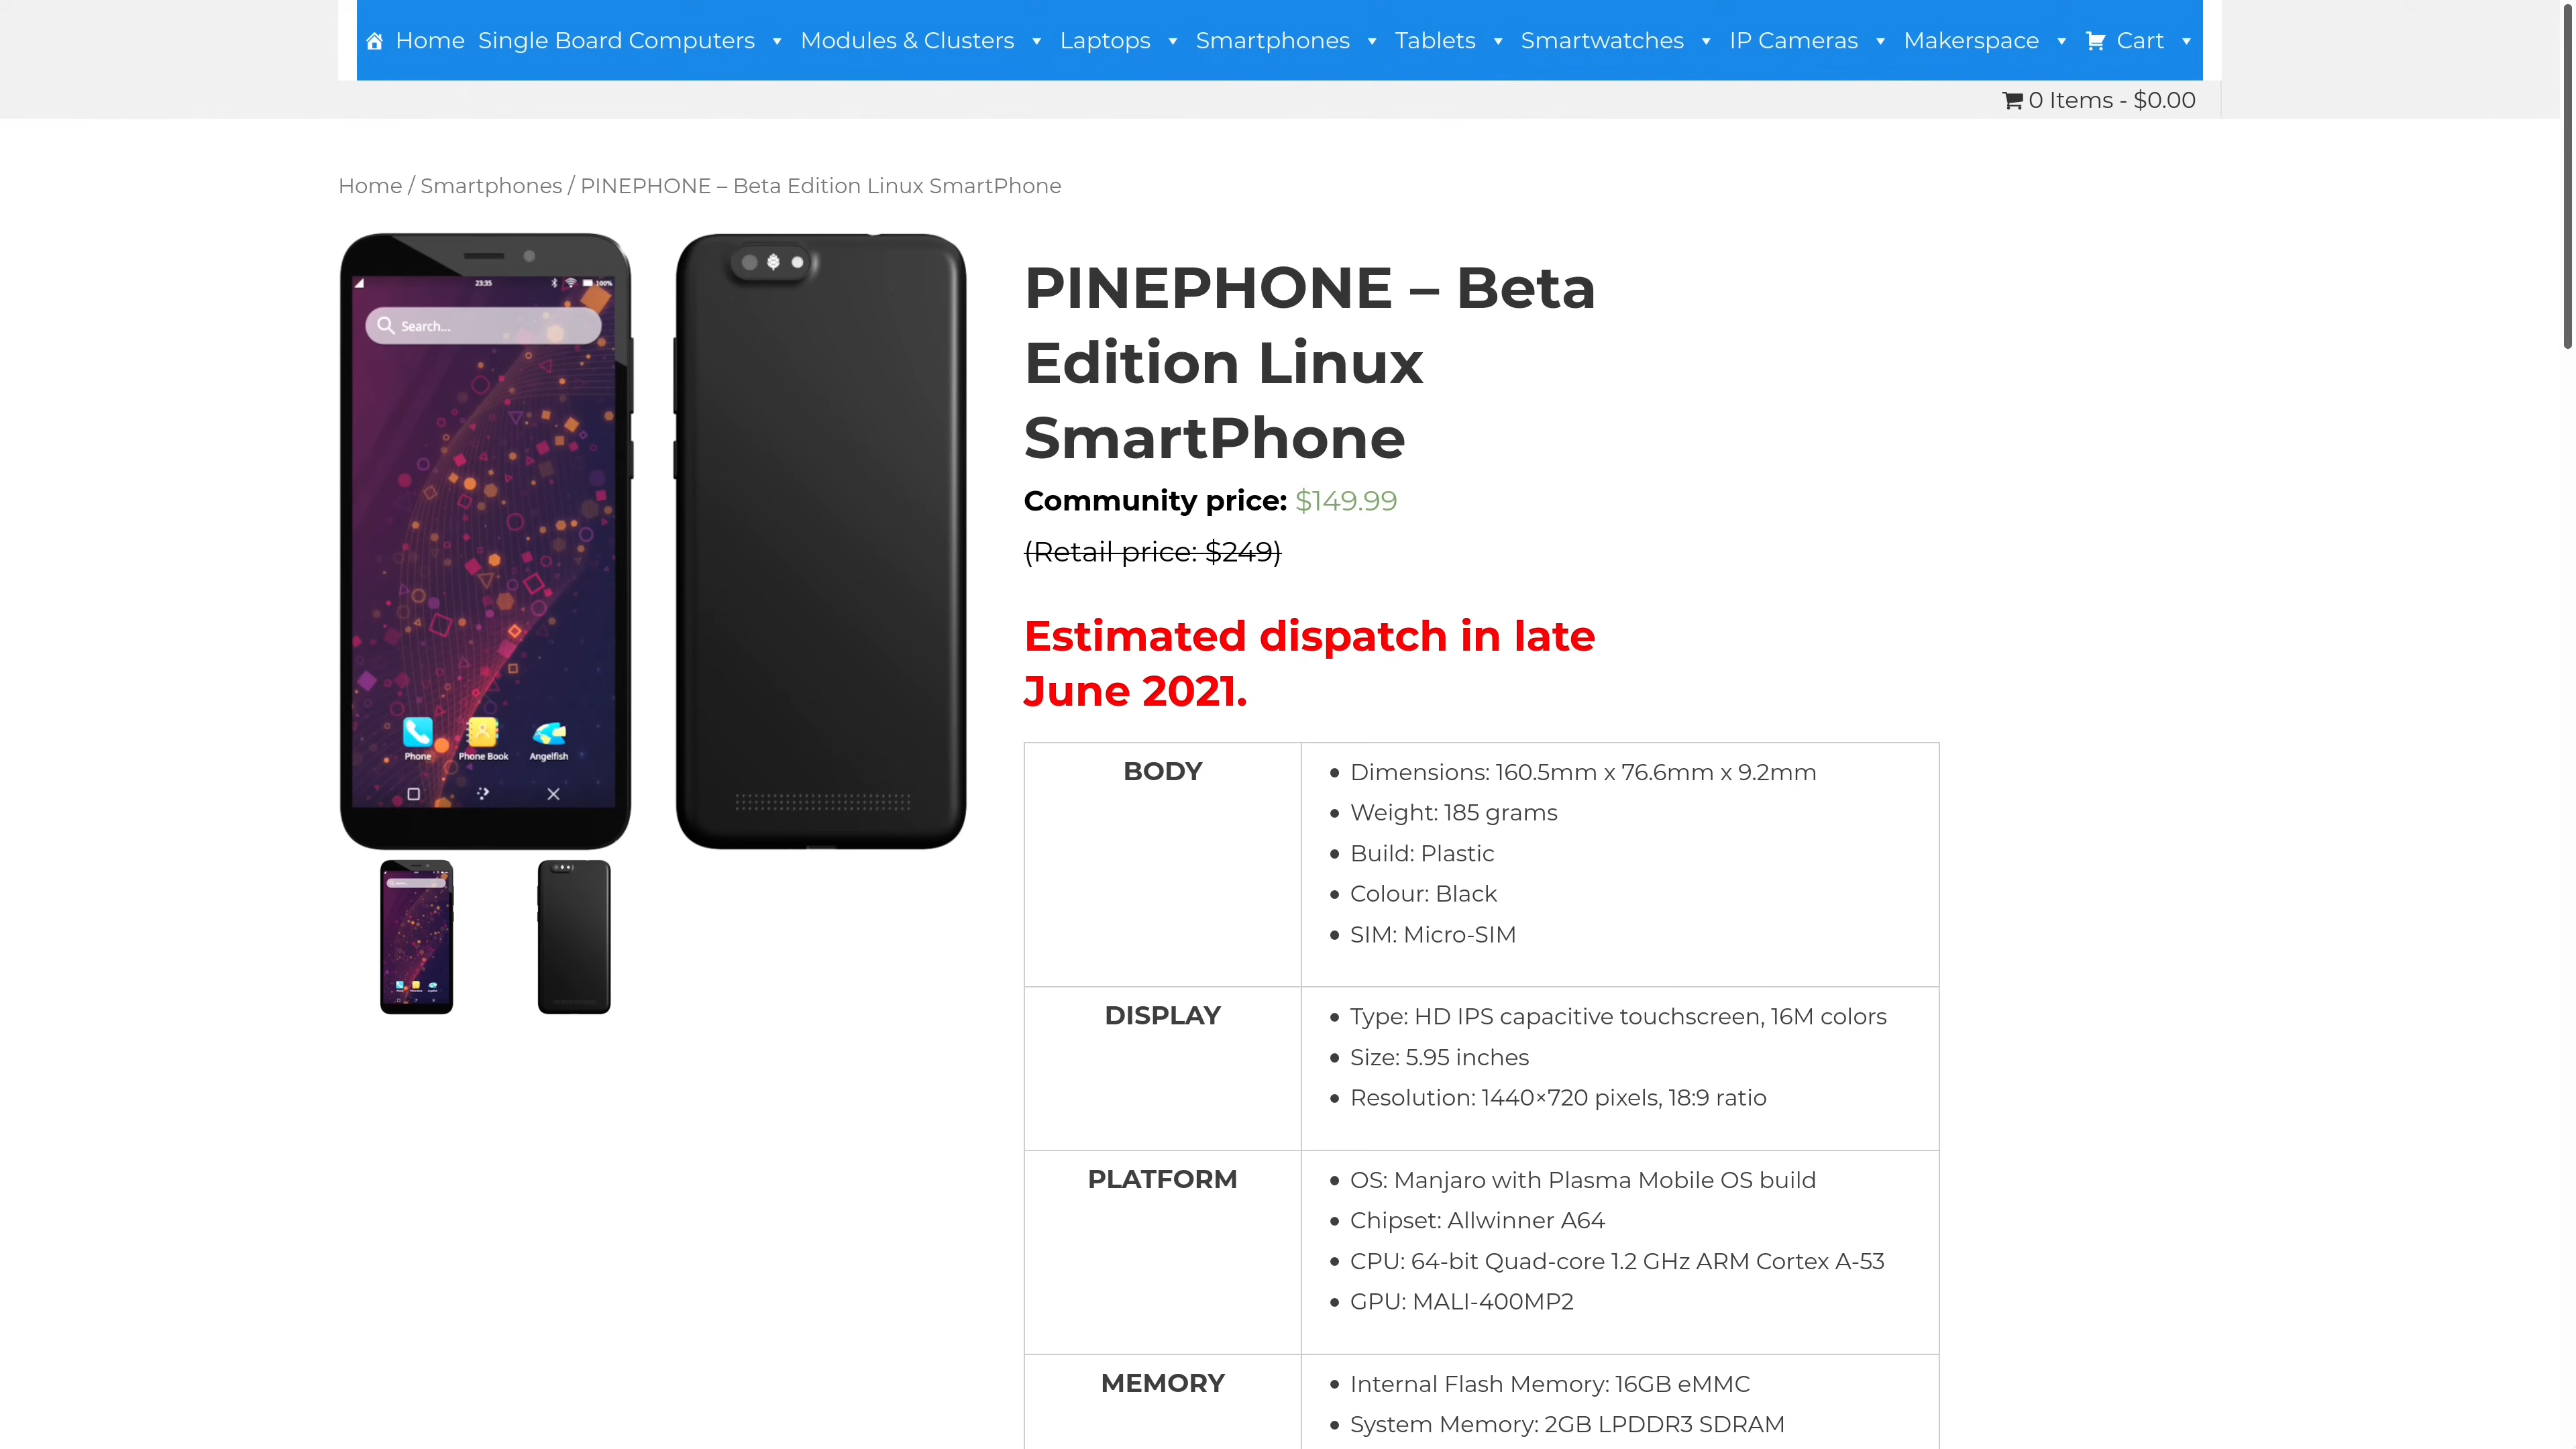 Home Single Board Computers Modules & Clusters Laptops Smartphones Tablets Smartwatches IP Cameras Makerspace Cart
0 Items - $0.00
Home / Smartphones / PINEPHONE – Beta Edition Linux SmartPhone
23:35 100%
Search...
Phone Phone Book Angelfish
PINEPHONE – Beta
Edition Linux
SmartPhone
Community price: $149.99
(Retail price: $249)
Estimated dispatch in late
June 2021.
BODY
Dimensions: 160.5mm x 76.6mm x 9.2mm
Weight: 185 grams
Build: Plastic
Colour: Black
SIM: Micro-SIM
DISPLAY
Type: HD IPS capacitive touchscreen, 16M colors
Size: 5.95 inches
Resolution: 1440×720 pixels, 18:9 ratio
PLATFORM
OS: Manjaro with Plasma Mobile OS build
Chipset: Allwinner A64
CPU: 64-bit Quad-core 1.2 GHz ARM Cortex A-53
GPU: MALI-400MP2
MEMORY
Internal Flash Memory: 16GB eMMC
System Memory: 2GB LPDDR3 SDRAM